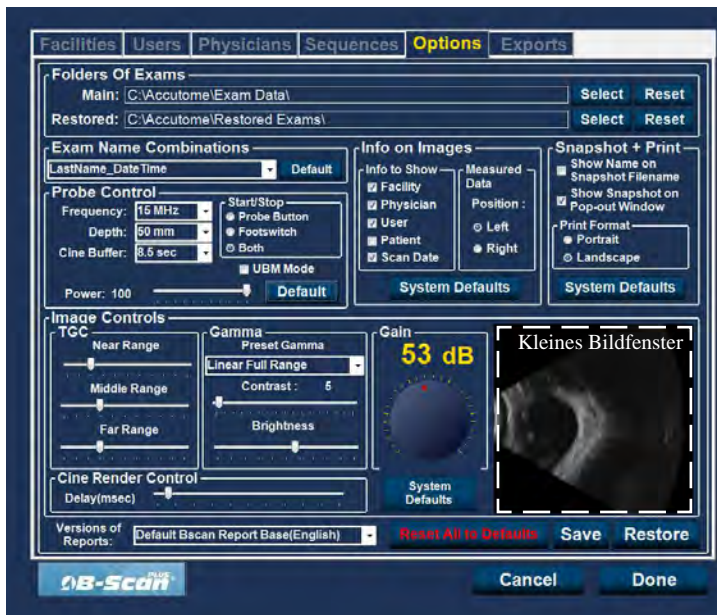 Facilities Users Physicians Sequences Options Exports
Folders Of Exams
Main: C:\Accutome\Exam Data\ Select Reset
Restored: C:\Accutome\Restored Exams\ Select Reset
Exam Name Combinations
LastName_DateTime Default
Probe Control
Frequency: 15 MHz
Depth: 50 mm
Cine Buffer: 8.5 sec
Start/Stop
Probe Button
Footswitch
Both
UBM Mode
Power: 100 Default
Info on Images
Info to Show
Facility
Physician
User
Patient
Scan Date
Measured
Data
Position :
Left
Right
System Defaults
Snapshot + Print
Show Name on
Snapshot Filename
Show Snapshot on
Pop-out Window
Print Format
Portrait
Landscape
System Defaults
Image Controls
TGC
Near Range
Middle Range
Far Range
Gamma
Preset Gamma
Linear Full Range
Contrast : 5
Brightness
Gain
53 dB
System
Defaults
Kleines Bildfenster
Cine Render Control
Delay(msec)
Versions of
Reports: Default Bscan Report Base(English) Reset All to Defaults Save Restore
B-Scan PLUS Cancel Done